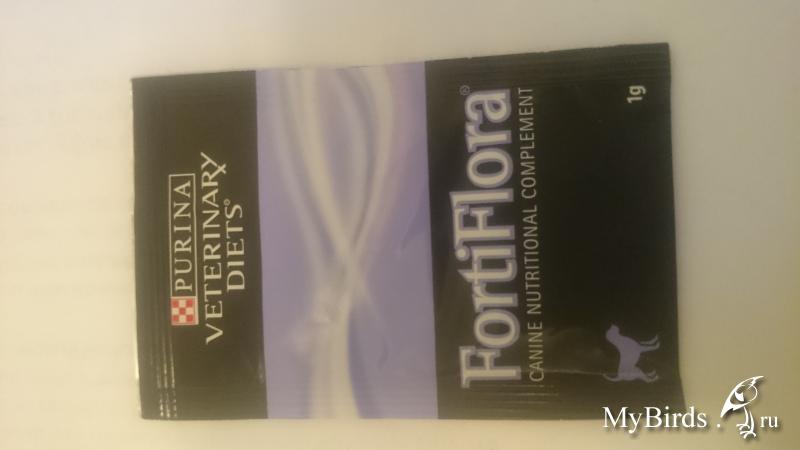 PURINA
VETERINARY
DIETS®
FortiFlora®
CANINE NUTRITIONAL COMPLEMENT
1g
MyBirds.ru